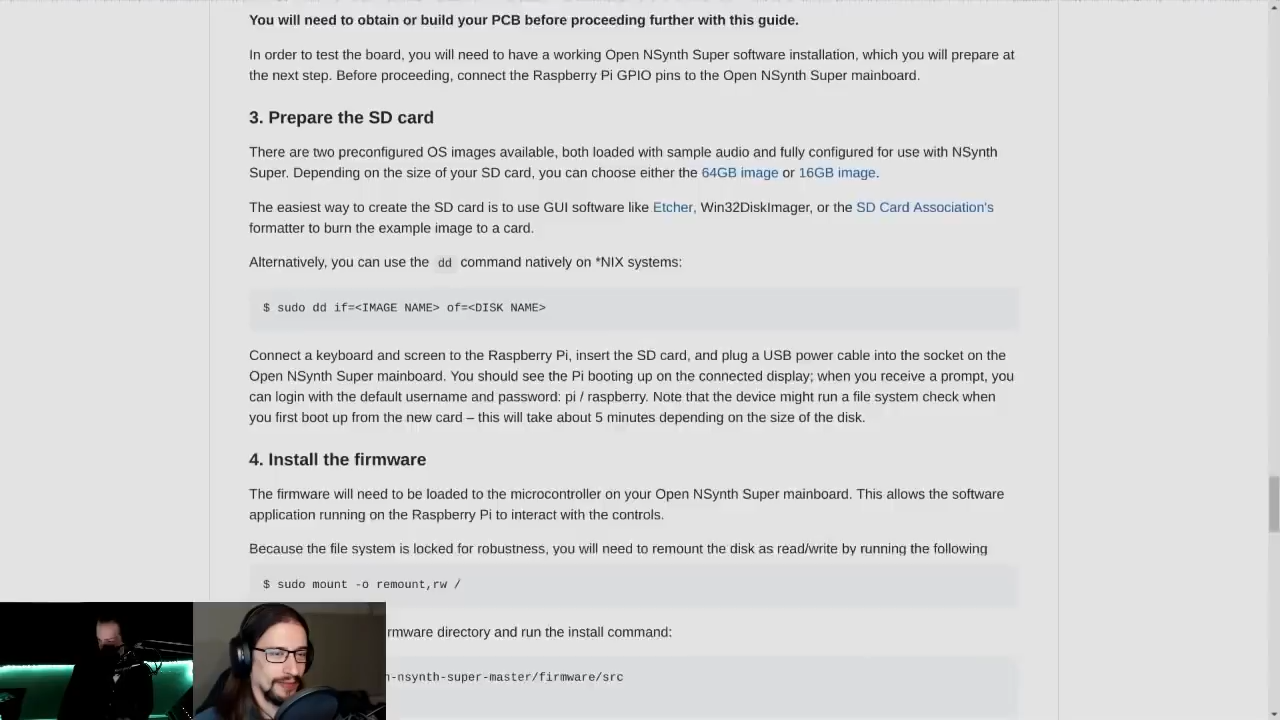 You will need to obtain or build your PCB before proceeding further with this guide.
In order to test the board, you will need to have a working Open NSynth Super software installation, which you will prepare at
the next step. Before proceeding, connect the Raspberry Pi GPIO pins to the Open NSynth Super mainboard.
3. Prepare the SD card
There are two preconfigured OS images available, both loaded with sample audio and fully configured for use with NSynth
Super. Depending on the size of your SD card, you can choose either the 64GB image or 16GB image.
The easiest way to create the SD card is to use GUI software like Etcher, Win32DiskImager, or the SD Card Association's
formatter to burn the example image to a card.
Alternatively, you can use the dd command natively on *NIX systems:
$ sudo dd if=<IMAGE NAME> of=<DISK NAME>
Connect a keyboard and screen to the Raspberry Pi, insert the SD card, and plug a USB power cable into the socket on the
Open NSynth Super mainboard. You should see the Pi booting up on the connected display; when you receive a prompt, you
can login with the default username and password: pi / raspberry. Note that the device might run a file system check when
you first boot up from the new card – this will take about 5 minutes depending on the size of the disk.
4. Install the firmware
The firmware will need to be loaded to the microcontroller on your Open NSynth Super mainboard. This allows the software
application running on the Raspberry Pi to interact with the controls.
Because the file system is locked for robustness, you will need to remount the disk as read/write by running the following
$ sudo mount -o remount,rw /
rmware directory and run the install command:
n-nsynth-super-master/firmware/src